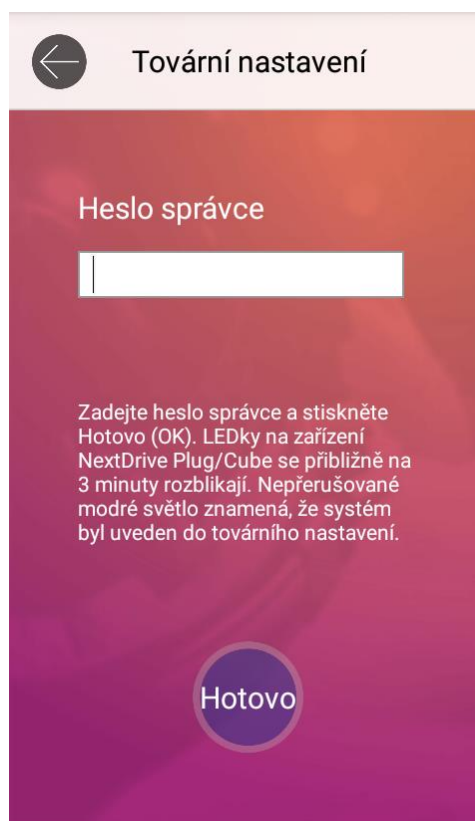 Tovární nastavení
Heslo správce
Zadejte heslo správce a stiskněte
Hotovo (OK). LEDky na zařízení
NextDrive Plug/Cube se přibližně na
3 minuty rozblikají. Nepřerušované
modré světlo znamená, že systém
byl uveden do továrního nastavení.
Hotovo